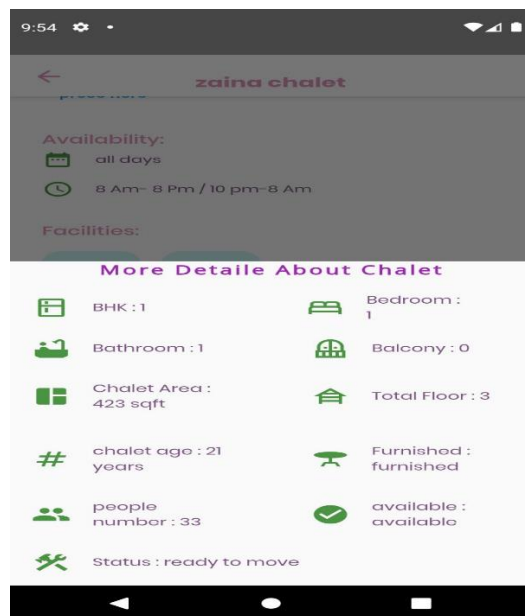 9:54
zaina chalet
press here
Availability:
all days
8 Am- 8 Pm / 10 pm-8 Am
Facilities:
More Detaile About Chalet
BHK : 1
Bedroom :
1
Bathroom : 1
Balcony : 0
Chalet Area :
423 sqft
Total Floor : 3
chalet age : 21
years
Furnished :
furnished
people
number : 33
available :
available
Status : ready to move